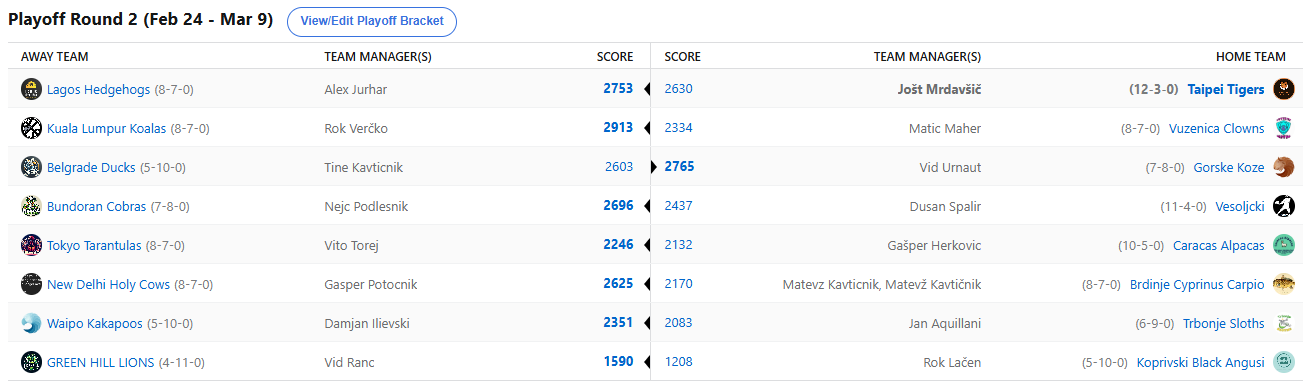 Playoff Round 2 (Feb 24 - Mar 9) View/Edit Playoff Bracket
AWAY TEAM TEAM MANAGER(S) SCORE SCORE TEAM MANAGER(S) HOME TEAM
Lagos Hedgehogs (8-7-0) Alex Jurhar 2753 2630 Jošt Mrdavšič (12-3-0) Taipei Tigers
Kuala Lumpur Koalas (8-7-0) Rok Verčko 2913 2334 Matic Maher (8-7-0) Vuzenica Clowns
Belgrade Ducks (5-10-0) Tine Kavticnik 2603 2765 Vid Urnaut (7-8-0) Gorske Koze
Bundoran Cobras (7-8-0) Nejc Podlesnik 2696 2437 Dusan Spalir (11-4-0) Vesoljcki
Tokyo Tarantulas (8-7-0) Vito Torej 2246 2132 Gašper Herkovic (10-5-0) Caracas Alpacas
New Delhi Holy Cows (8-7-0) Gasper Potocnik 2625 2170 Matevz Kavticnik, Matevž Kavtičnik (8-7-0) Brdinje Cyprinus Carpio
Waipo Kakapoos (5-10-0) Damjan Ilievski 2351 2083 Jan Aquillani (6-9-0) Trbonje Sloths
GREEN HILL LIONS (4-11-0) Vid Ranc 1590 1208 Rok Lačen (5-10-0) Koprivski Black Angusi